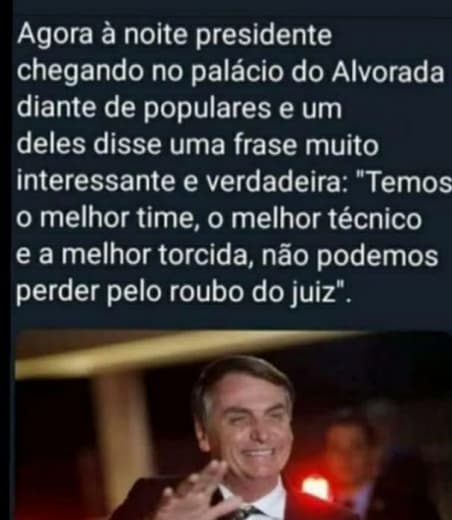 Agora à noite presidente
chegando no palácio do Alvorada
diante de populares e um
deles disse uma frase muito
interessante e verdadeira: "Temos
o melhor time, o melhor técnico
e a melhor torcida, não podemos
perder pelo roubo do juiz".